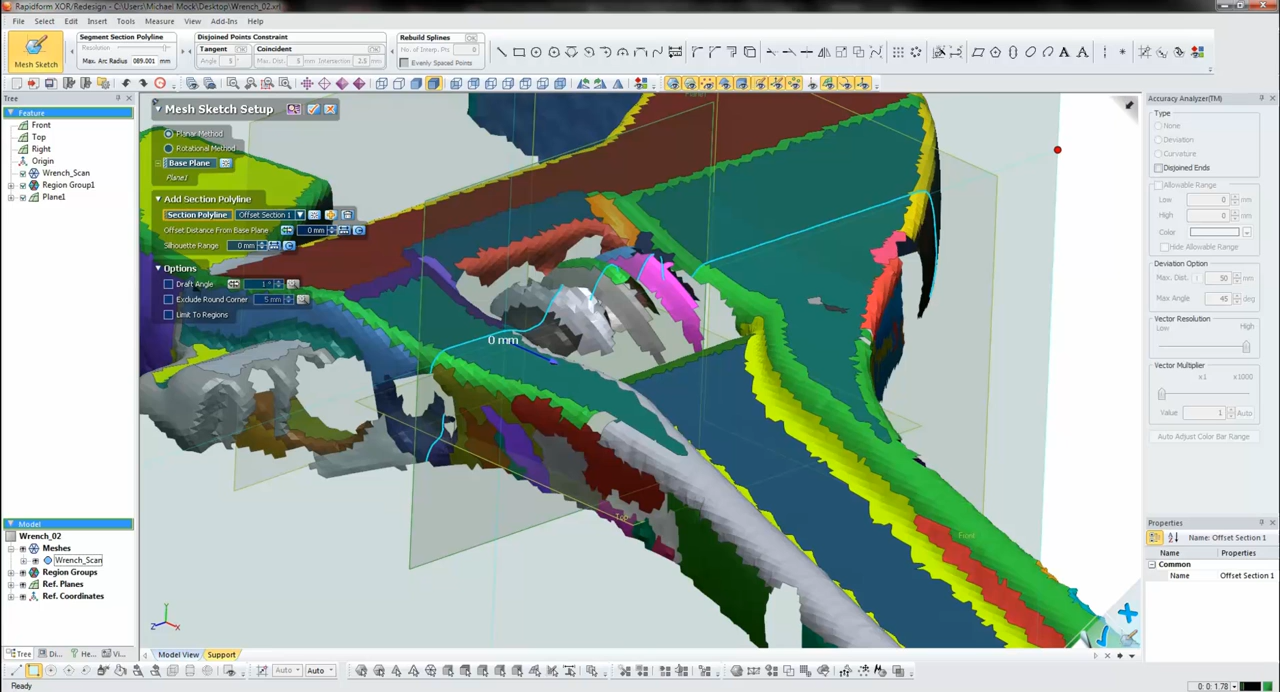 Rapidform XOR/Redesign - C:\Users\Michael Mock\Desktop\Wrench_02.xrl
File Select Edit Insert Tools Measure View Add-Ins Help
Mesh Sketch
Segment Section Polyline
Resolution
Max. Arc Radius 089.001 mm
Disjoined Points Constraint
Tangent Coincident
Angle 5 Max. Dist. 5 Intersection 2.5 mm
Rebuild Splines
No. of Interp. Pts 0
Evenly Spaced Points
Tree
Feature
Front
Top
Right
Origin
Wrench_Scan
Region Group1
Plane1
Mesh Sketch Setup
Planar Method
Rotational Method
Base Plane
Plane1
Add Section Polyline
Section Polyline Offset Section 1
Offset Distance From Base Plane 0 mm
Silhouette Range 0 mm
Options
Draft Angle 1 °
Exclude Round Corner 5 mm
Limit To Regions
0 mm
Top
Front
Accuracy Analyzer(TM)
Type
None
Deviation
Curvature
Disjoined Ends
Allowable Range
Low 0 mm
High 0 mm
Color
Hide Allowable Range
Deviation Option
Max. Dist. 50 mm
Max Angle 45 deg
Vector Resolution
Low High
Vector Multiplier
x1 x1000
Value 1 Auto
Auto Adjust Color Bar Range
Model
Wrench_02
Meshes
Wrench_Scan
Region Groups
Ref. Planes
Ref. Coordinates
Properties
Name: Offset Section 1
Name Properties
Common
Name Offset Section 1
Y
Z X
Tree Di... He... Vi...
Model View Support
Auto Auto
Ready
0: 0: 1.78